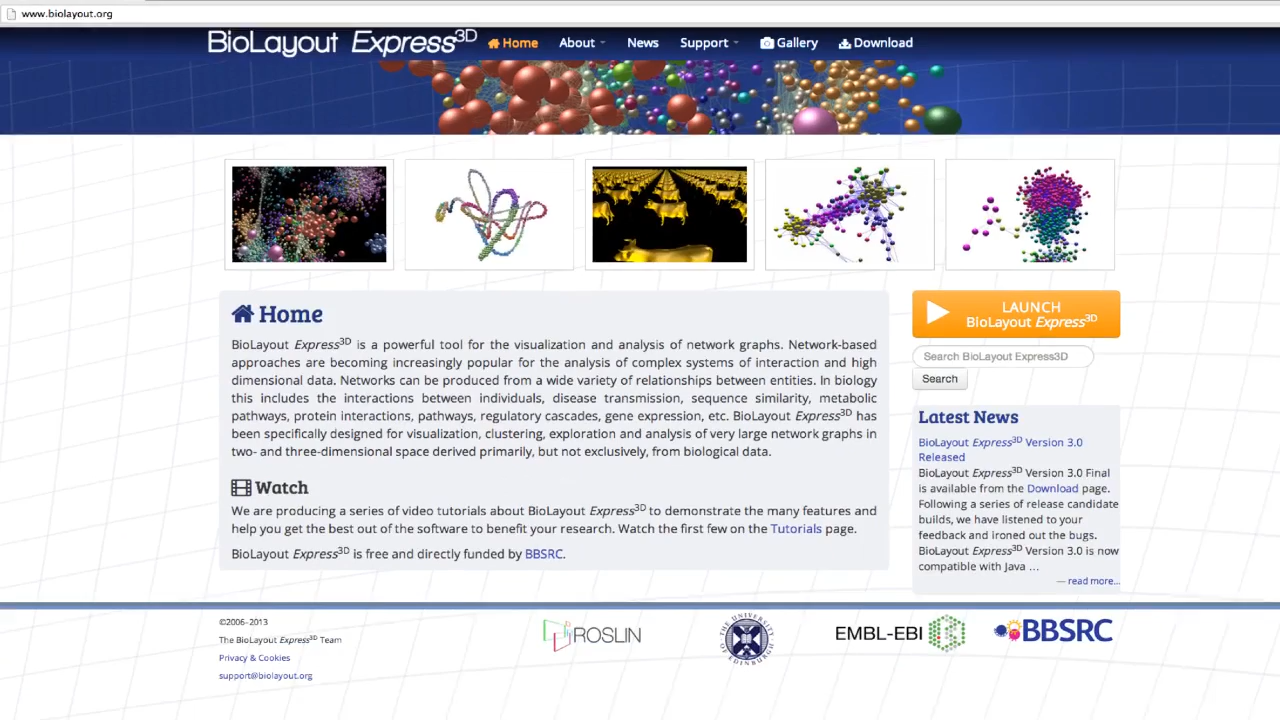 www.biolayout.org
BioLayout Express3D
Home About News Support Gallery Download
Home
BioLayout Express3D is a powerful tool for the visualization and analysis of network graphs. Network-based
approaches are becoming increasingly popular for the analysis of complex systems of interaction and high
dimensional data. Networks can be produced from a wide variety of relationships between entities. In biology
this includes the interactions between individuals, disease transmission, sequence similarity, metabolic
pathways, protein interactions, pathways, regulatory cascades, gene expression, etc. BioLayout Express3D has
been specifically designed for visualization, clustering, exploration and analysis of very large network graphs in
two- and three-dimensional space derived primarily, but not exclusively, from biological data.
Watch
We are producing a series of video tutorials about BioLayout Express3D to demonstrate the many features and
help you get the best out of the software to benefit your research. Watch the first few on the Tutorials page.
BioLayout Express3D is free and directly funded by BBSRC.
LAUNCH
BioLayout Express3D
Search BioLayout Express3D
Search
Latest News
BioLayout Express3D Version 3.0
Released
BioLayout Express3D Version 3.0 Final
is available from the Download page.
Following a series of release candidate
builds, we have listened to your
feedback and ironed out the bugs.
BioLayout Express3D Version 3.0 is now
compatible with Java …
— read more...
©2006–2013
The BioLayout Express3D Team
Privacy & Cookies
support@biolayout.org
ROSLIN
THE UNIVERSITY OF EDINBURGH
EMBL-EBI
BBSRC